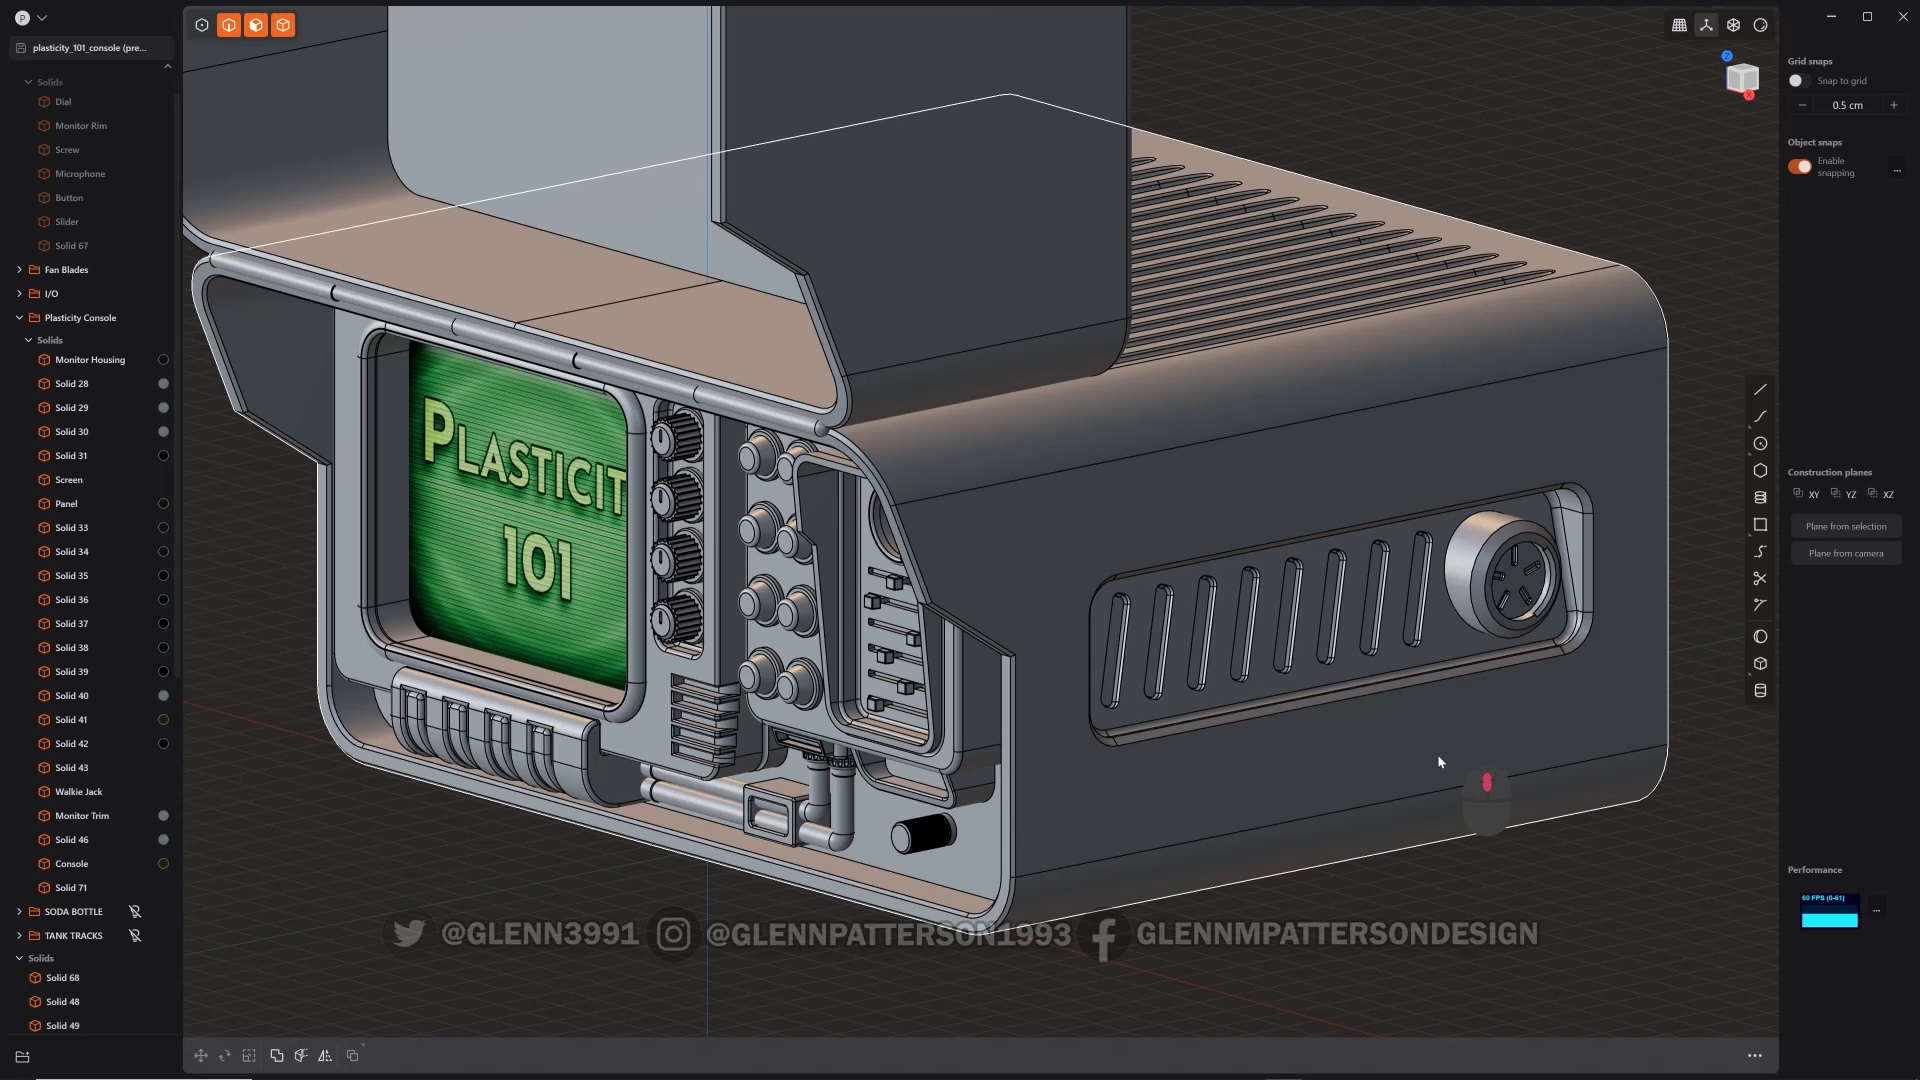 P
plasticity_101_console (pre...
Solids
Dial
Monitor Rim
Screw
Microphone
Button
Slider
Solid 67
Fan Blades
I/O
Plasticity Console
Solids
Monitor Housing
Solid 28
Solid 29
Solid 30
Solid 31
Screen
Panel
Solid 33
Solid 34
Solid 35
Solid 36
Solid 37
Solid 38
Solid 39
Solid 40
Solid 41
Solid 42
Solid 43
Walkie Jack
Monitor Trim
Solid 46
Console
Solid 71
SODA BOTTLE
TANK TRACKS
Solids
Solid 68
Solid 48
Solid 49
PLASTICIT
101
@GLENN3991
@GLENNPATTERSON1993
GLENNMPATTERSONDESIGN
Z
X
Grid snaps
Snap to grid
0.5 cm
Object snaps
Enable
snapping
...
Construction planes
XY YZ XZ
Plane from selection
Plane from camera
Performance
60 FPS (0-61)
...